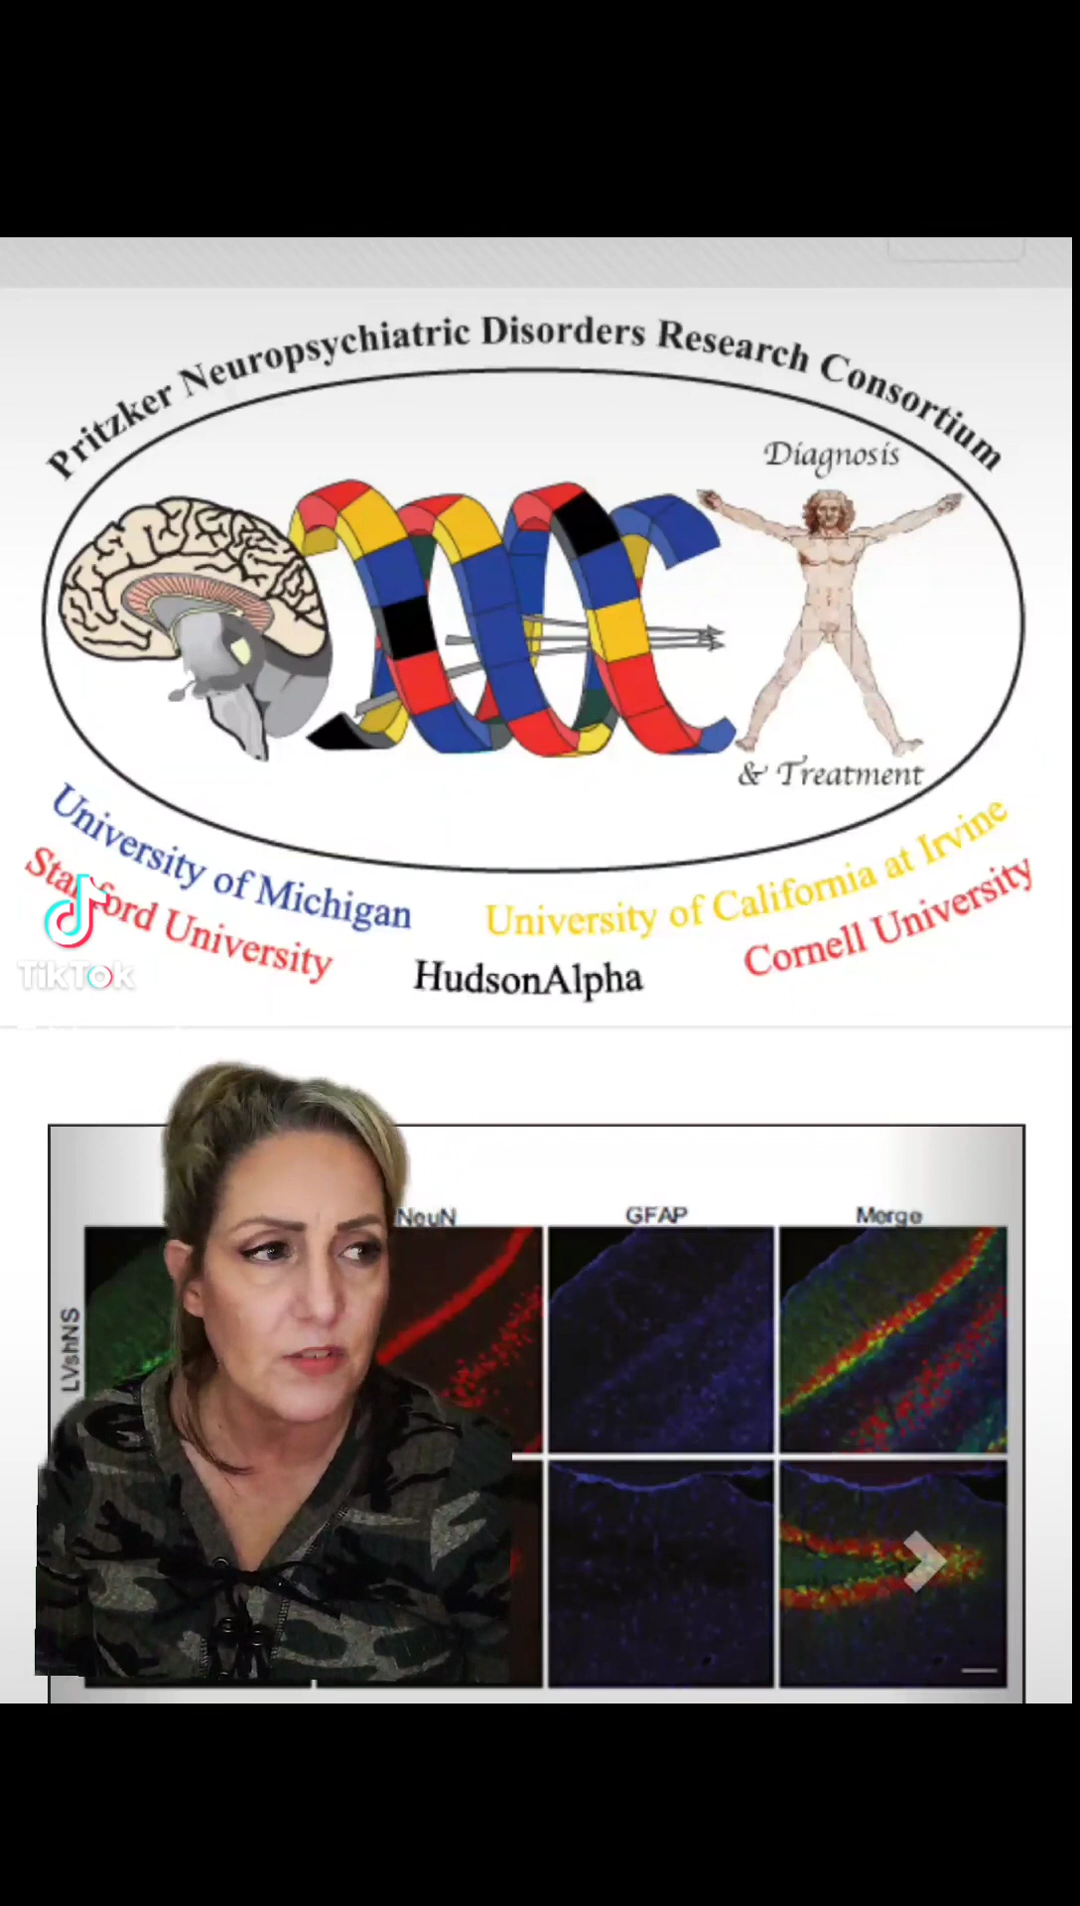 Pritzker Neuropsychiatric Disorders Research Consortium
Diagnosis
& Treatment
University of Michigan
Stanford University
University of California at Irvine
Cornell University
HudsonAlpha
TikTok
NeuN
GFAP
Merge
LVshNS